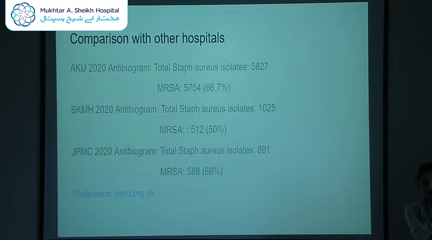 Mukhtar A. Sheikh Hospital
مختار اے شیخ ہسپتال
Comparison with other hospitals
AKU 2020 Antibiogram: Total Staph aureus isolates: 5827
MRSA: 5754 (98.7%)
SKMH 2020 Antibiogram: Total Staph aureus isolates: 1025
MRSA: : 512 (50%)
JPMC 2020 Antibiogram: Total Staph aureus isolates: 891
MRSA: 588 (66%)
*Reference: parn.org.pk